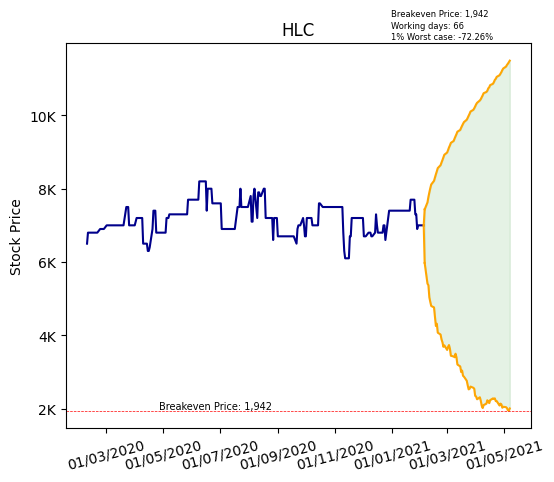 Breakeven Price: 1,942
Working days: 66
1% Worst case: -72.26%
HLC
Stock Price
10K
8K
6K
4K
2K
Breakeven Price: 1,942
01/03/2020
01/05/2020
01/07/2020
01/09/2020
01/11/2020
01/01/2021
01/03/2021
01/05/2021